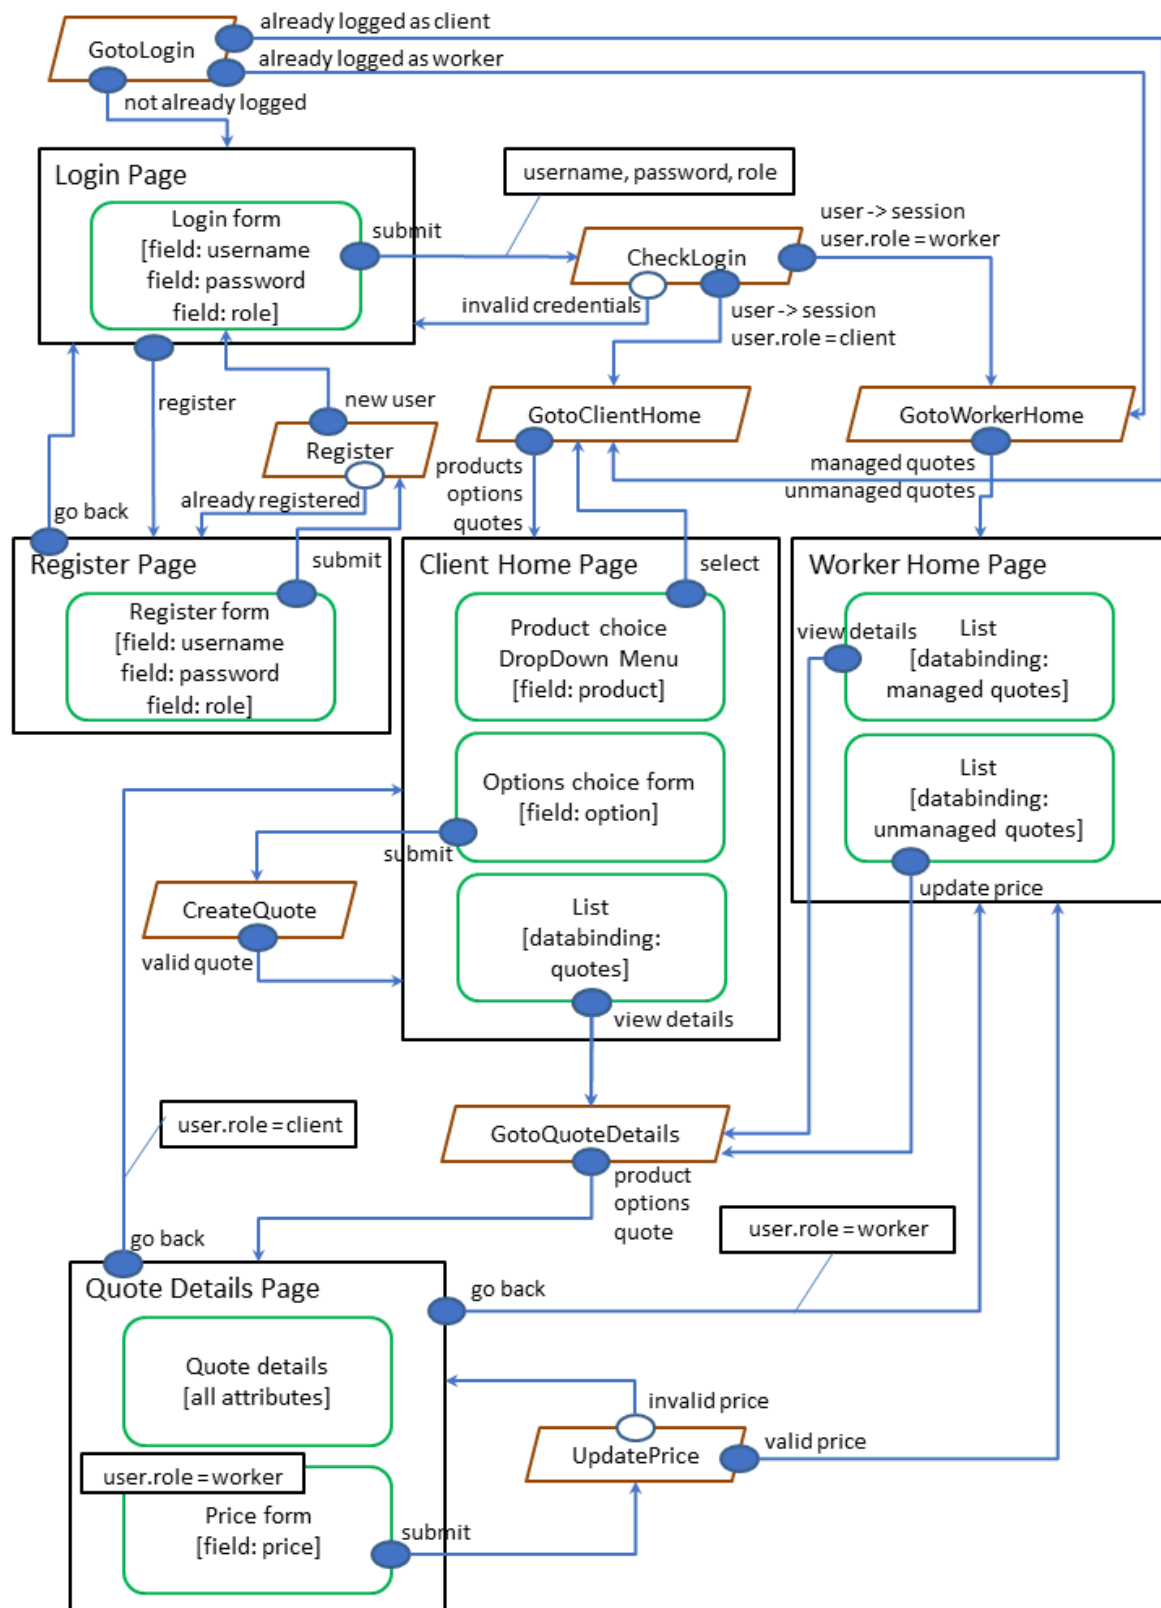 already logged as client
GotoLogin
already logged as worker
not already logged
Login Page
username, password, role
Login form
[field: username
field: password
field: role]
submit
user -> session
user.role = worker
CheckLogin
invalid credentials
user -> session
user.role = client
register
new user
Register
already registered
GotoClientHome
GotoWorkerHome
products
options
quotes
managed quotes
unmanaged quotes
go back
submit
Register Page
Register form
[field: username
field: password
field: role]
Client Home Page
select
Product choice
DropDown Menu
[field: product]
Options choice form
[field: option]
submit
List
[databinding:
quotes]
view details
Worker Home Page
view details
List
[databinding:
managed quotes]
List
[databinding:
unmanaged quotes]
update price
CreateQuote
valid quote
user.role = client
GotoQuoteDetails
product
options
quote
user.role = worker
go back
Quote Details Page
go back
Quote details
[all attributes]
invalid price
UpdatePrice
valid price
user.role = worker
Price form
[field: price]
submit